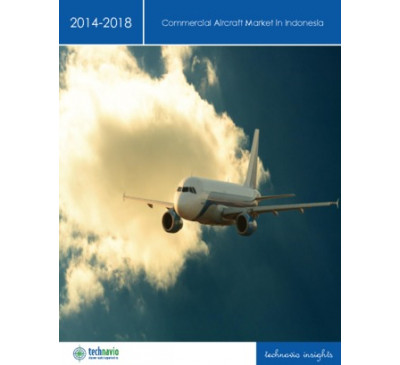 2014-2018
Commercial Aircraft Market in Indonesia
technavio
technavio insights